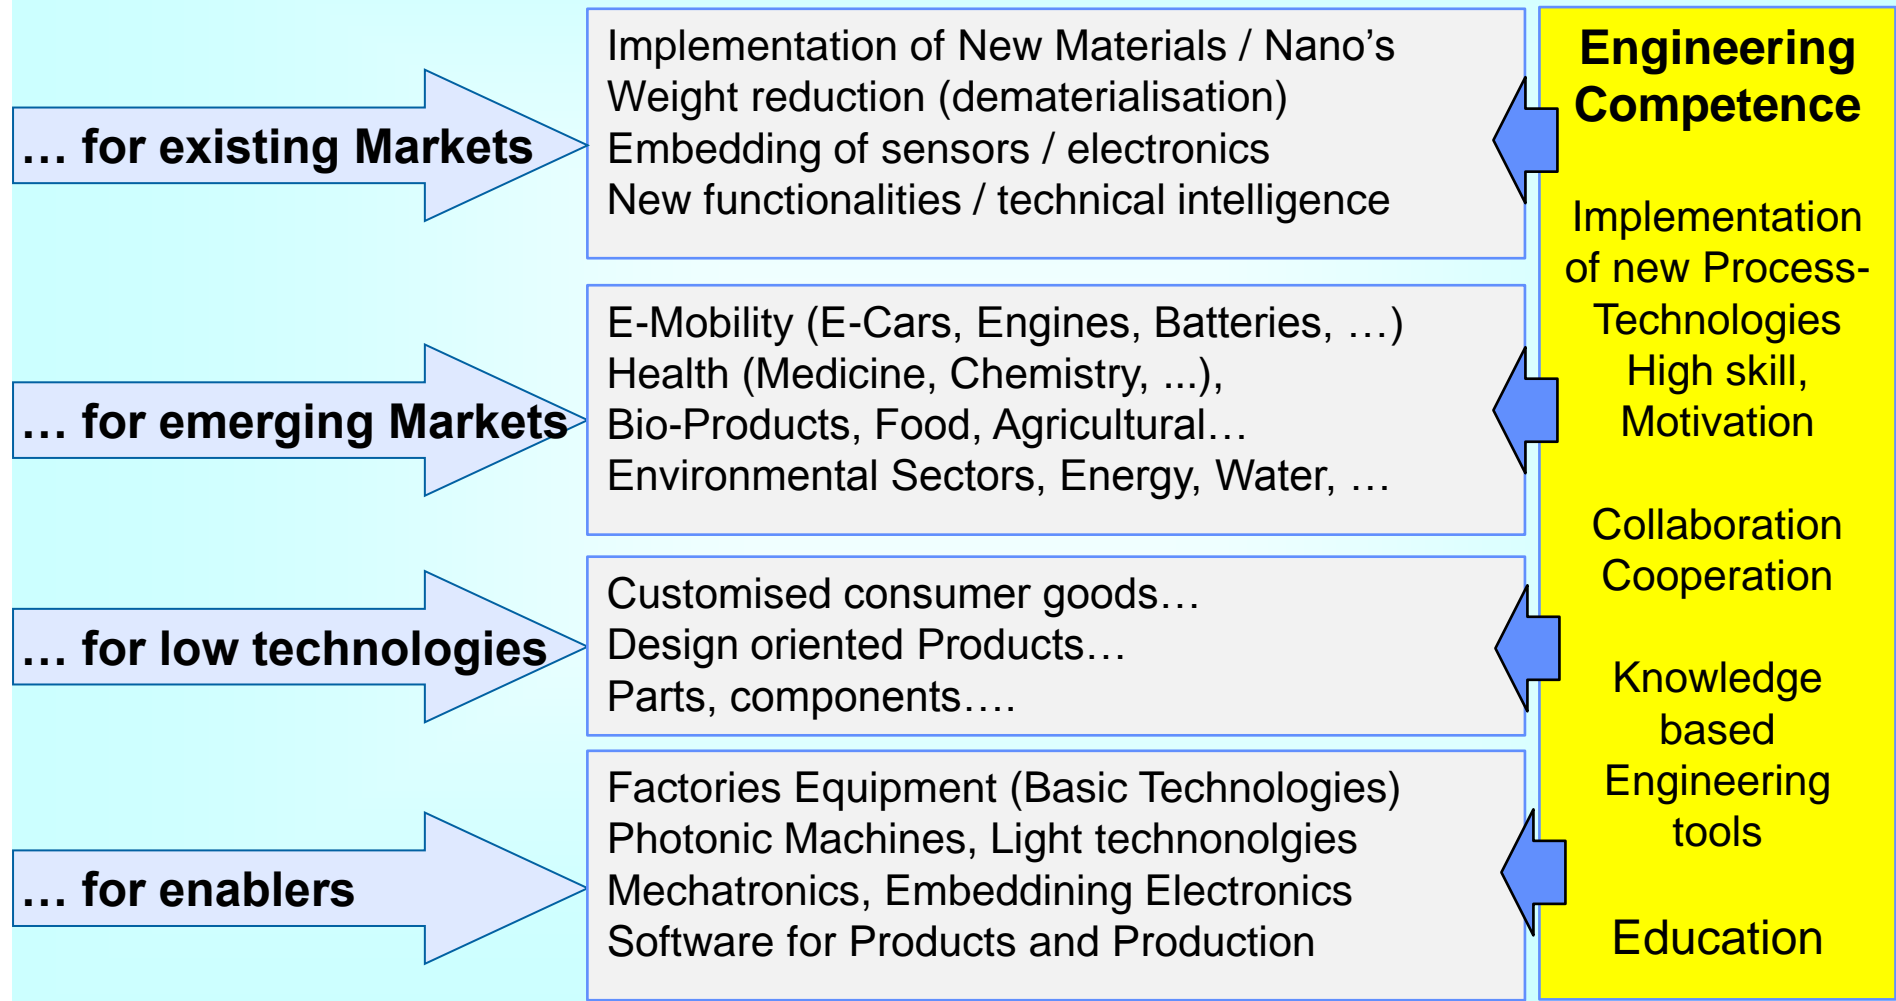 … for existing Markets
Implementation of New Materials / Nano’s
Weight reduction (dematerialisation)
Embedding of sensors / electronics
New functionalities / technical intelligence
… for emerging Markets
E-Mobility (E-Cars, Engines, Batteries, …)
Health (Medicine, Chemistry, ...),
Bio-Products, Food, Agricultural…
Environmental Sectors, Energy, Water, …
… for low technologies
Customised consumer goods…
Design oriented Products…
Parts, components….
… for enablers
Factories Equipment (Basic Technologies)
Photonic Machines, Light technonolgies
Mechatronics, Embeddining Electronics
Software for Products and Production
Engineering
Competence
Implementation
of new Process-
Technologies
High skill,
Motivation
Collaboration
Cooperation
Knowledge
based
Engineering
tools
Education